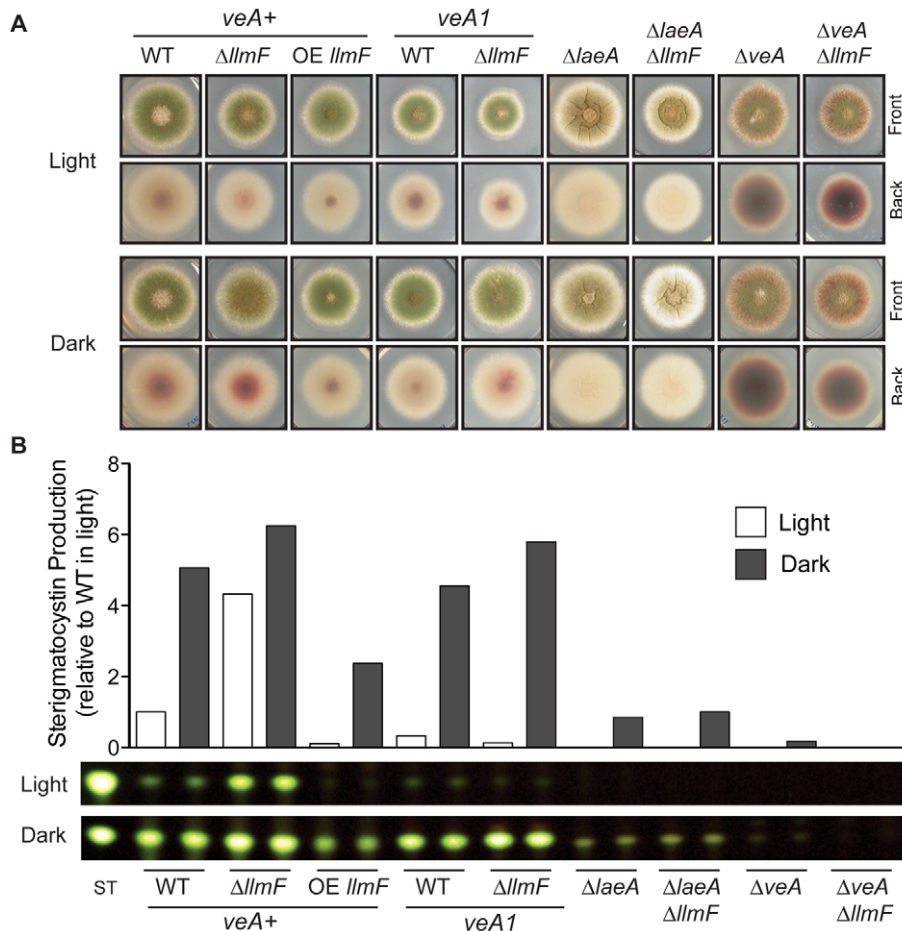 A
veA+
veA1
WT
ΔllmF
OE llmF
WT
ΔllmF
ΔlaeA
ΔlaeA
ΔllmF
ΔveA
ΔveA
ΔllmF
Light
Front
Back
Dark
Front
Back
B
Sterigmatocystin Production
(relative to WT in light)
8
6
4
2
0
Light
Dark
Light
Dark
ST
WT
ΔllmF
OE llmF
WT
ΔllmF
ΔlaeA
ΔlaeA
ΔllmF
ΔveA
ΔveA
ΔllmF
veA+
veA1